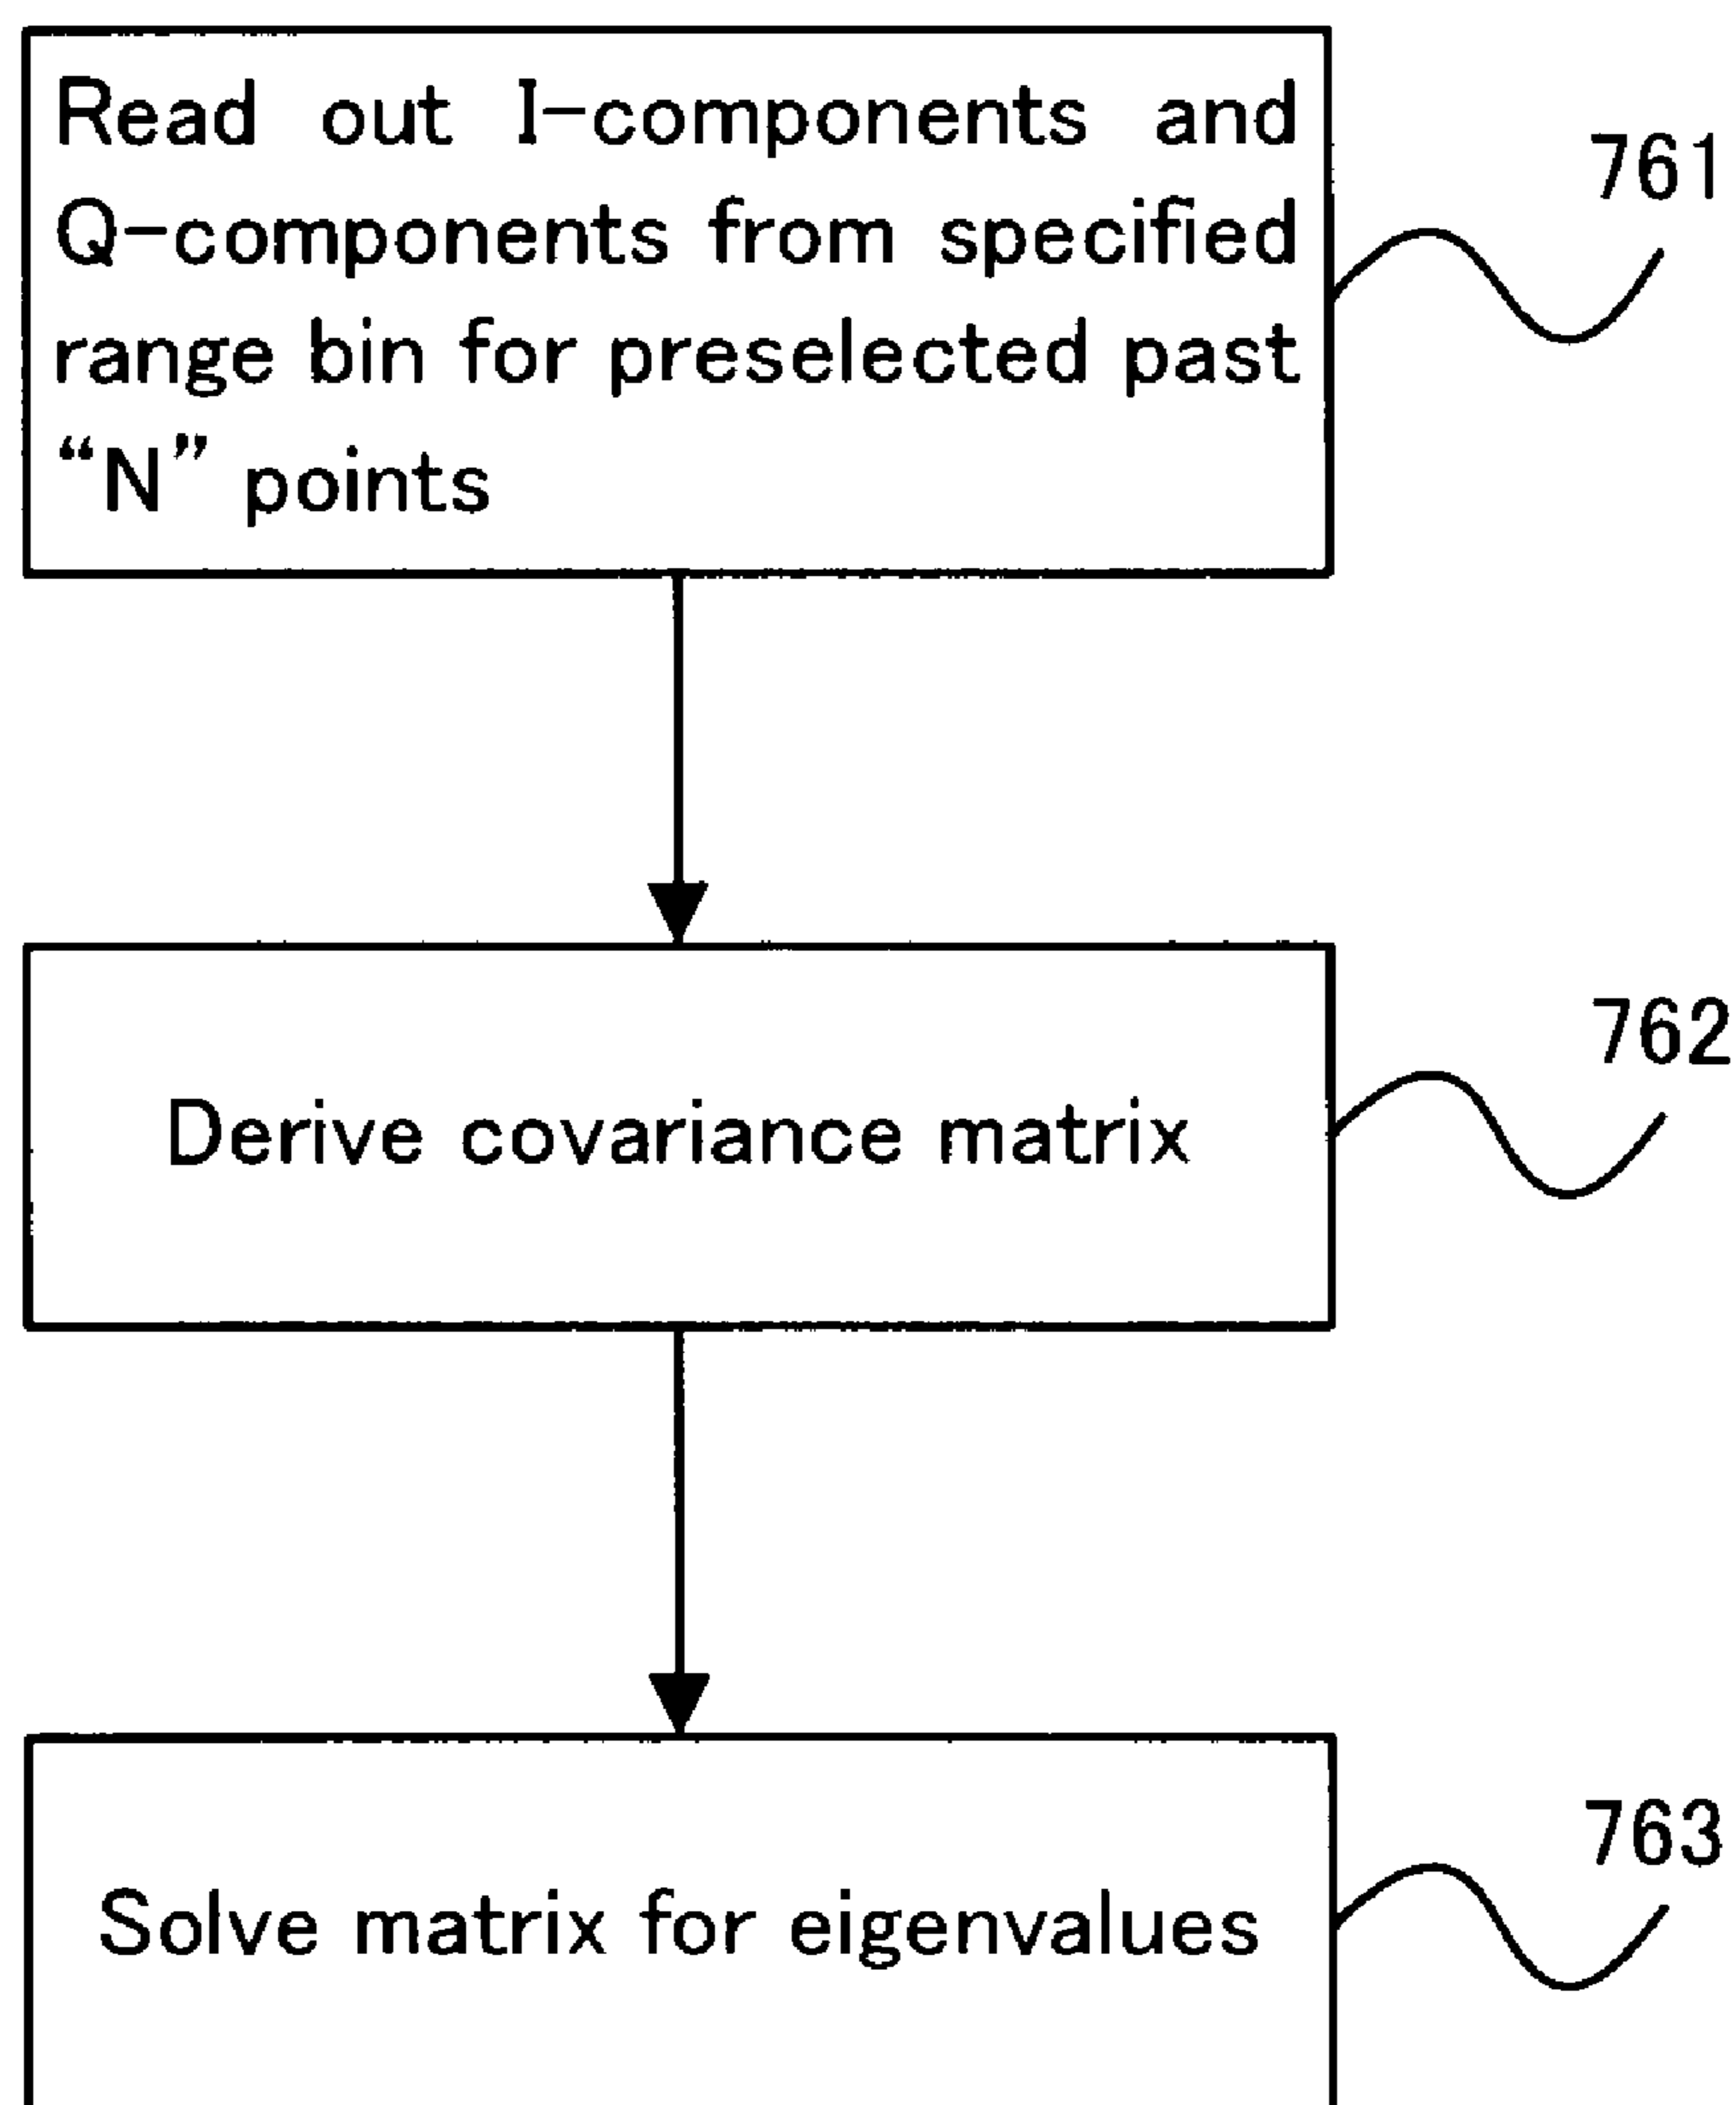 Read out I-components and
761
Q-components from specified
range bin for preselected past
“N” points
762
Derive covariance matrix
763
Solve matrix for eigenvalues